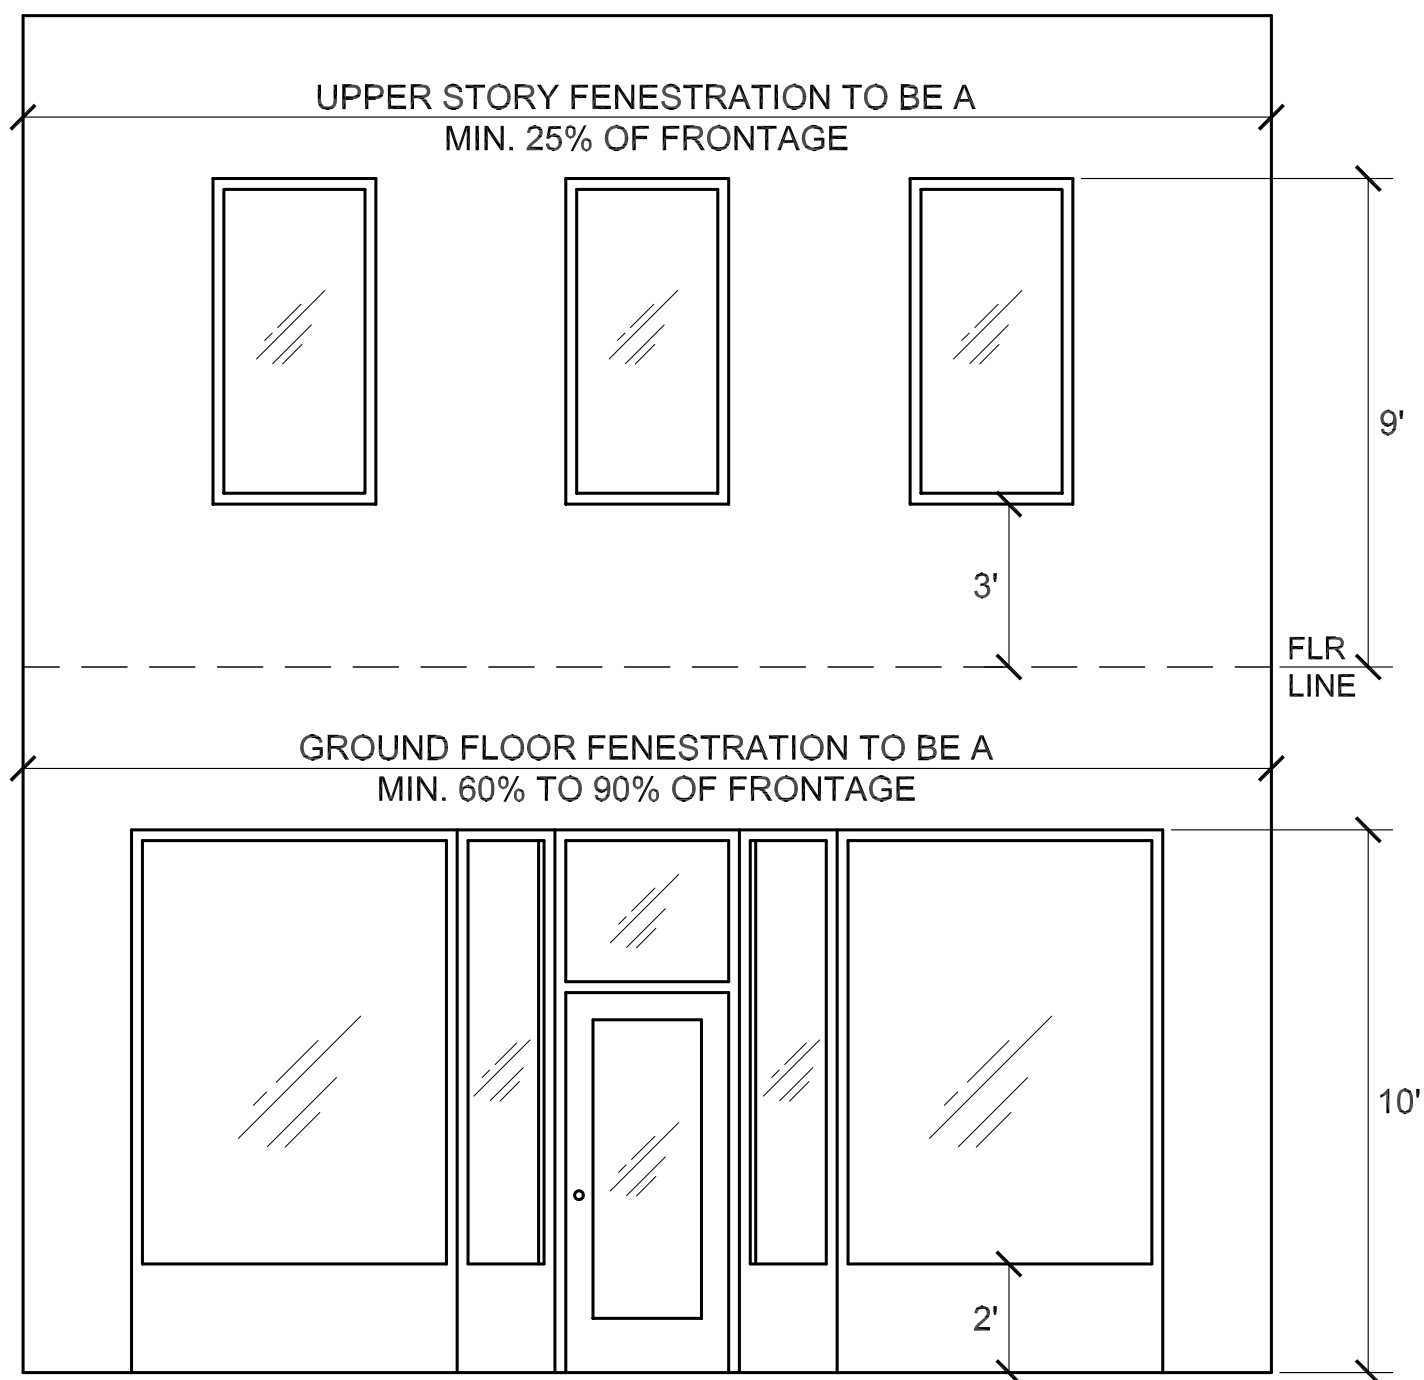 UPPER STORY FENESTRATION TO BE A
MIN. 25% OF FRONTAGE
9'
3'
FLR
LINE
GROUND FLOOR FENESTRATION TO BE A
MIN. 60% TO 90% OF FRONTAGE
10'
2'